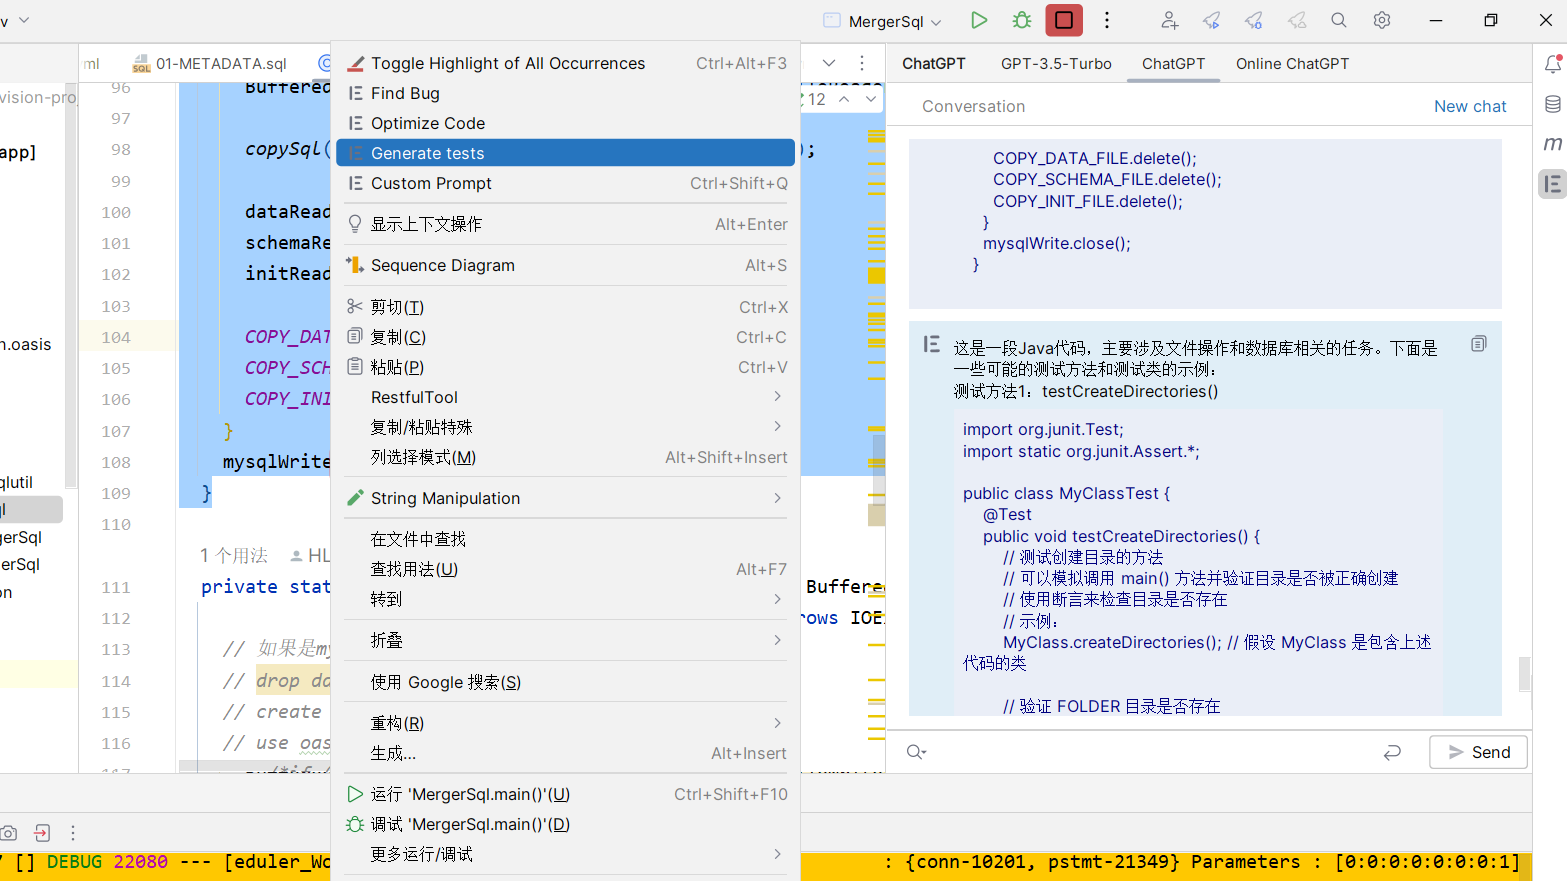 v
MergerSql
ml
01-METADATA.sql
ChatGPT
GPT-3.5-Turbo
ChatGPT
Online ChatGPT
vision-pro
app]
n.oasis
qlutil
ql
gerSql
erSql
on
96 Buffered
12
97
98 copySql( );
99
100 dataRead
101 schemaRe
102 initRead
103
104 COPY_DAT
105 COPY_SCH
106 COPY_INI
107 }
108 mysqlWrite
109 }
110
1 个用法 HL
111 private stat Buffere
112 rows IOE
113 // 如果是my
114 // drop da
115 // create
116 // use oas
117
Toggle Highlight of All Occurrences Ctrl+Alt+F3
Find Bug
Optimize Code
Generate tests
Custom Prompt Ctrl+Shift+Q
显示上下文操作 Alt+Enter
Sequence Diagram Alt+S
剪切(T) Ctrl+X
复制(C) Ctrl+C
粘贴(P) Ctrl+V
RestfulTool
复制/粘贴特殊
列选择模式(M) Alt+Shift+Insert
String Manipulation
在文件中查找
查找用法(U) Alt+F7
转到
折叠
使用 Google 搜索(S)
重构(R)
生成... Alt+Insert
运行 'MergerSql.main()'(U) Ctrl+Shift+F10
调试 'MergerSql.main()'(D)
更多运行/调试
Conversation
New chat
COPY_DATA_FILE.delete();
COPY_SCHEMA_FILE.delete();
COPY_INIT_FILE.delete();
}
mysqlWrite.close();
}
这是一段Java代码，主要涉及文件操作和数据库相关的任务。下面是
一些可能的测试方法和测试类的示例：
测试方法1：testCreateDirectories()
import org.junit.Test;
import static org.junit.Assert.*;
public class MyClassTest {
@Test
public void testCreateDirectories() {
// 测试创建目录的方法
// 可以模拟调用 main() 方法并验证目录是否被正确创建
// 使用断言来检查目录是否存在
// 示例：
MyClass.createDirectories(); // 假设 MyClass 是包含上述
代码的类
// 验证 FOLDER 目录是否存在
Send
m
[] DEBUG 22080 --- [eduler_Wo : {conn-10201, pstmt-21349} Parameters : [0:0:0:0:0:0:0:1]